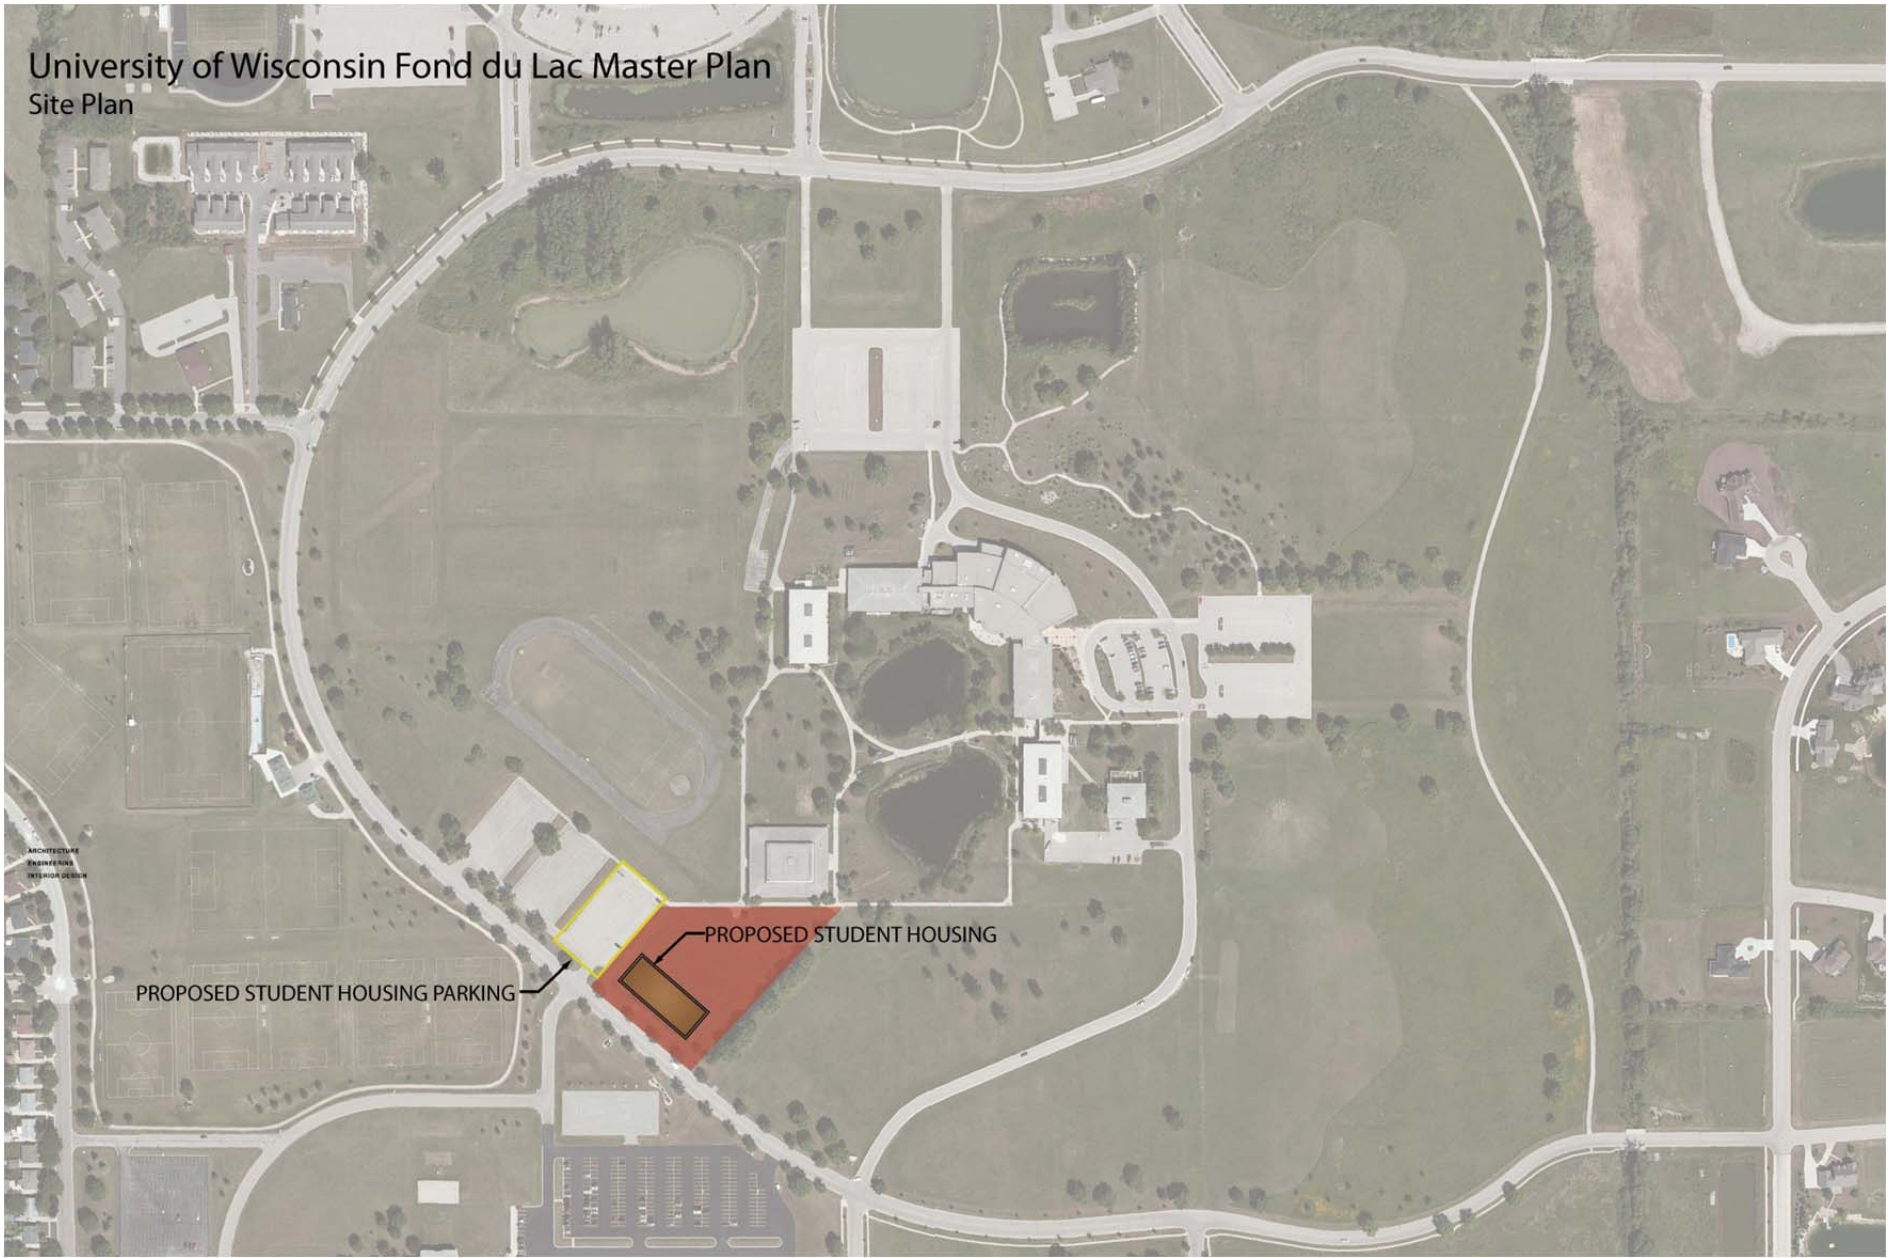 University of Wisconsin Fond du Lac Master Plan
Site Plan
ARCHITECTURE
ENGINEERING
INTERIOR DESIGN
PROPOSED STUDENT HOUSING
PROPOSED STUDENT HOUSING PARKING